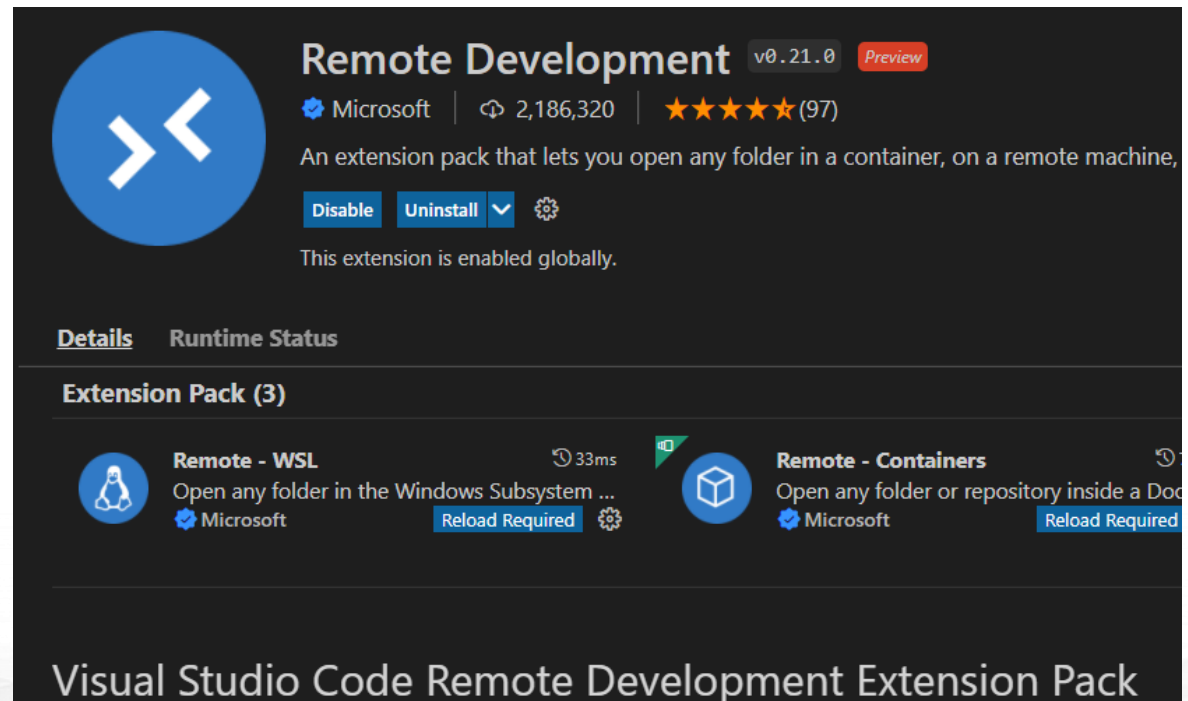 Remote Development v0.21.0 Preview
Microsoft 2,186,320 (97)
An extension pack that lets you open any folder in a container, on a remote machine,
Disable Uninstall
This extension is enabled globally.
Details Runtime Status
Extension Pack (3)
Remote - WSL 33ms
Open any folder in the Windows Subsystem ...
Microsoft Reload Required
Remote - Containers
Open any folder or repository inside a Doc
Microsoft Reload Required
Visual Studio Code Remote Development Extension Pack